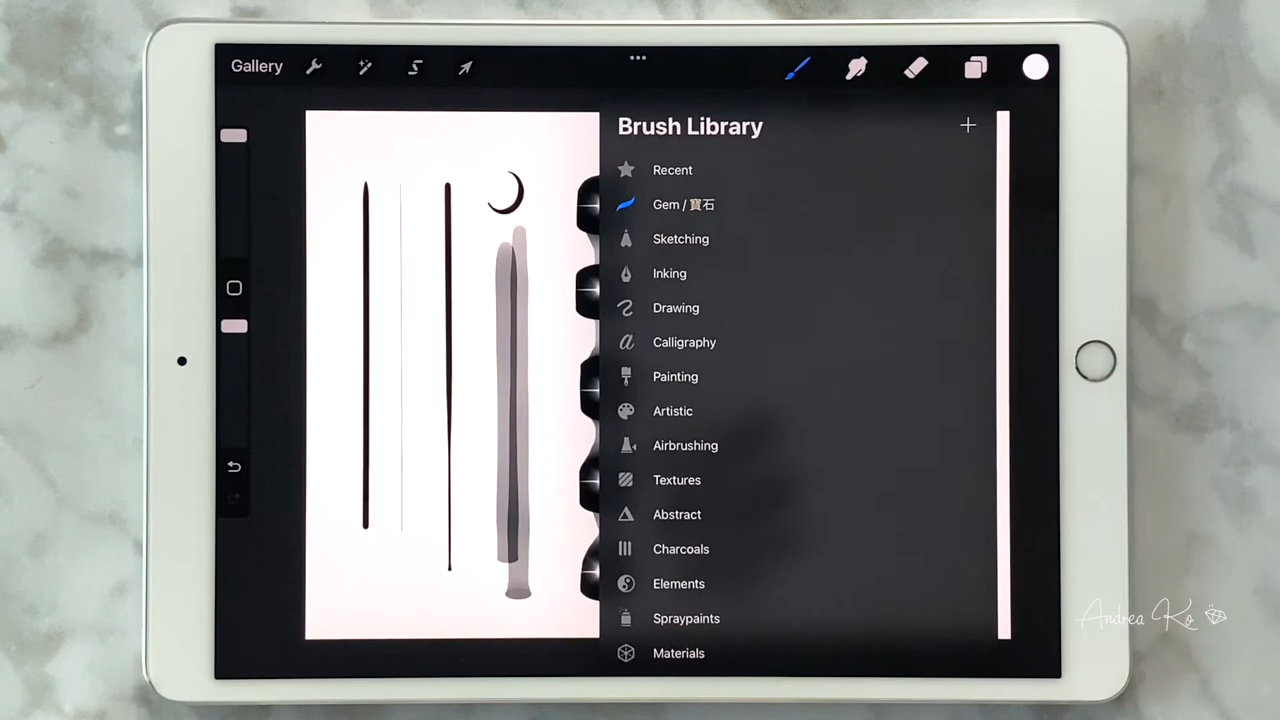 Gallery
Brush Library
Recent
Gem / 寶石
Sketching
Inking
Drawing
Calligraphy
Painting
Artistic
Airbrushing
Textures
Abstract
Charcoals
Elements
Spraypaints
Materials
Andrea Ko